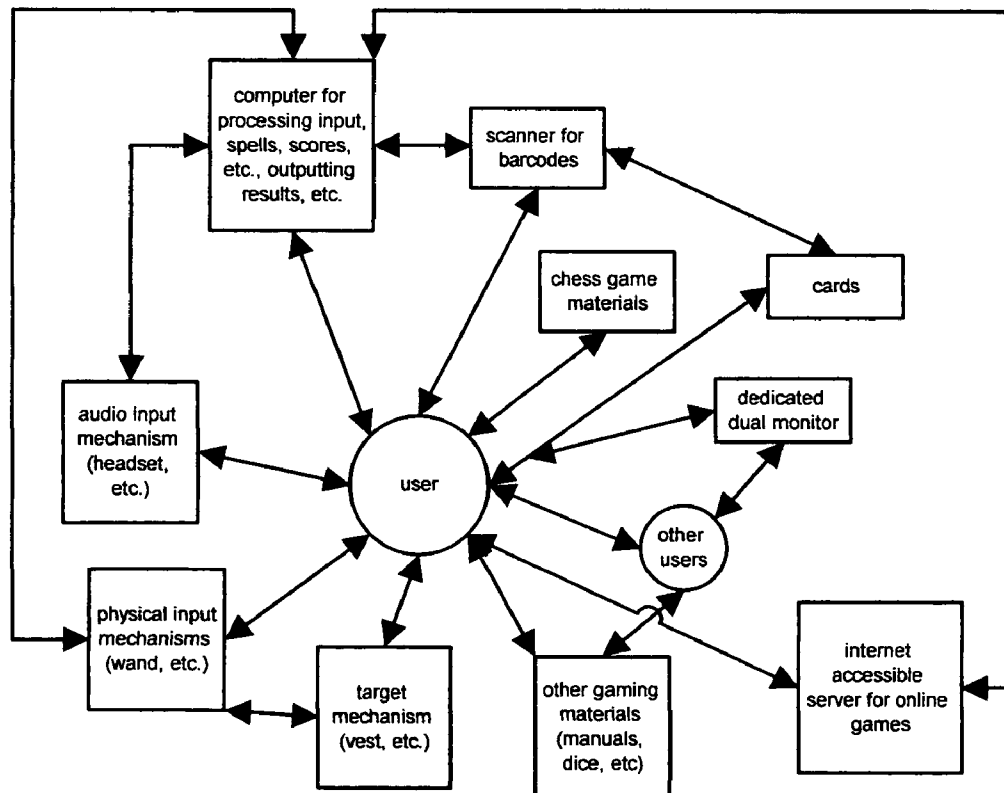 computer for
processing input,
spells, scores,
etc., outputting
results, etc.
scanner for
barcodes
chess game
materials
cards
audio input
mechanism
(headset,
etc.)
user
dedicated
dual monitor
other
users
physical input
mechanisms
(wand, etc.)
target
mechanism
(vest, etc.)
other gaming
materials
(manuals,
dice, etc)
internet
accessible
server for online
games